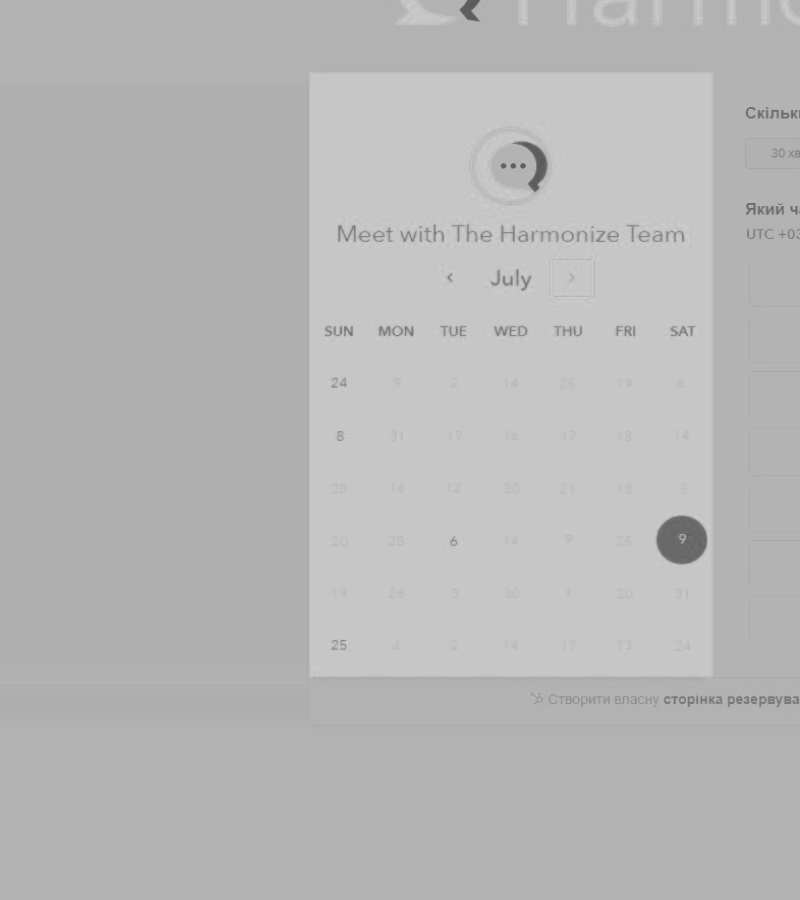 Harmo
Meet with The Harmonize Team
July
SUN MON TUE WED THU FRI SAT
24 9 2 14 25 19 6
8 31 17 16 17 18 14
28 14 12 30 21 18 3
20 28 6 14 9 25 9
19 26 3 30 1 20 31
25 4 2 14 17 13 24
Скільк
30 хв
Який ч
UTC +03
Створити власну сторінка резервува